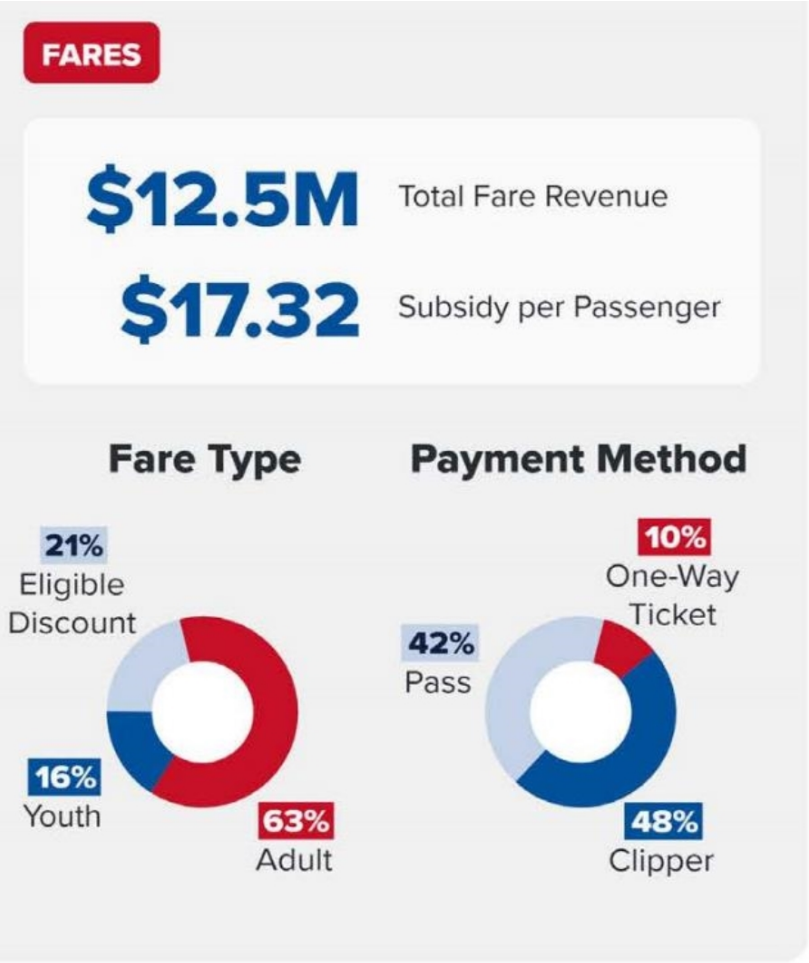 FARES
$12.5M Total Fare Revenue
$17.32 Subsidy per Passenger
Fare Type
21%
Eligible
Discount
16%
Youth
63%
Adult
Payment Method
10%
One-Way
Ticket
42%
Pass
48%
Clipper